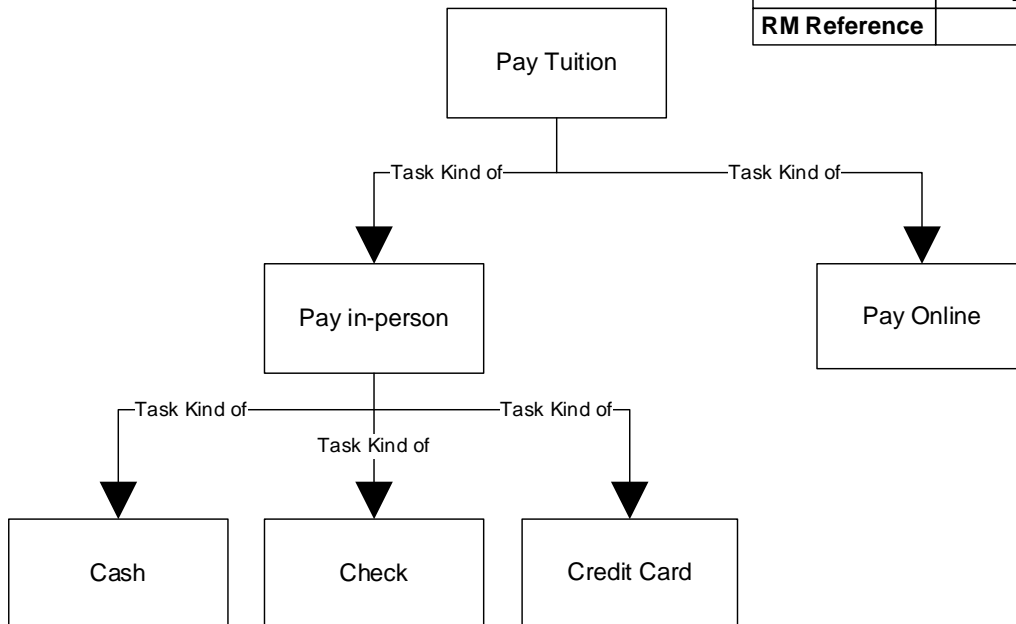 RM Reference
Pay Tuition
Task Kind of
Task Kind of
Pay in-person
Pay Online
Task Kind of
Task Kind of
Task Kind of
Cash
Check
Credit Card